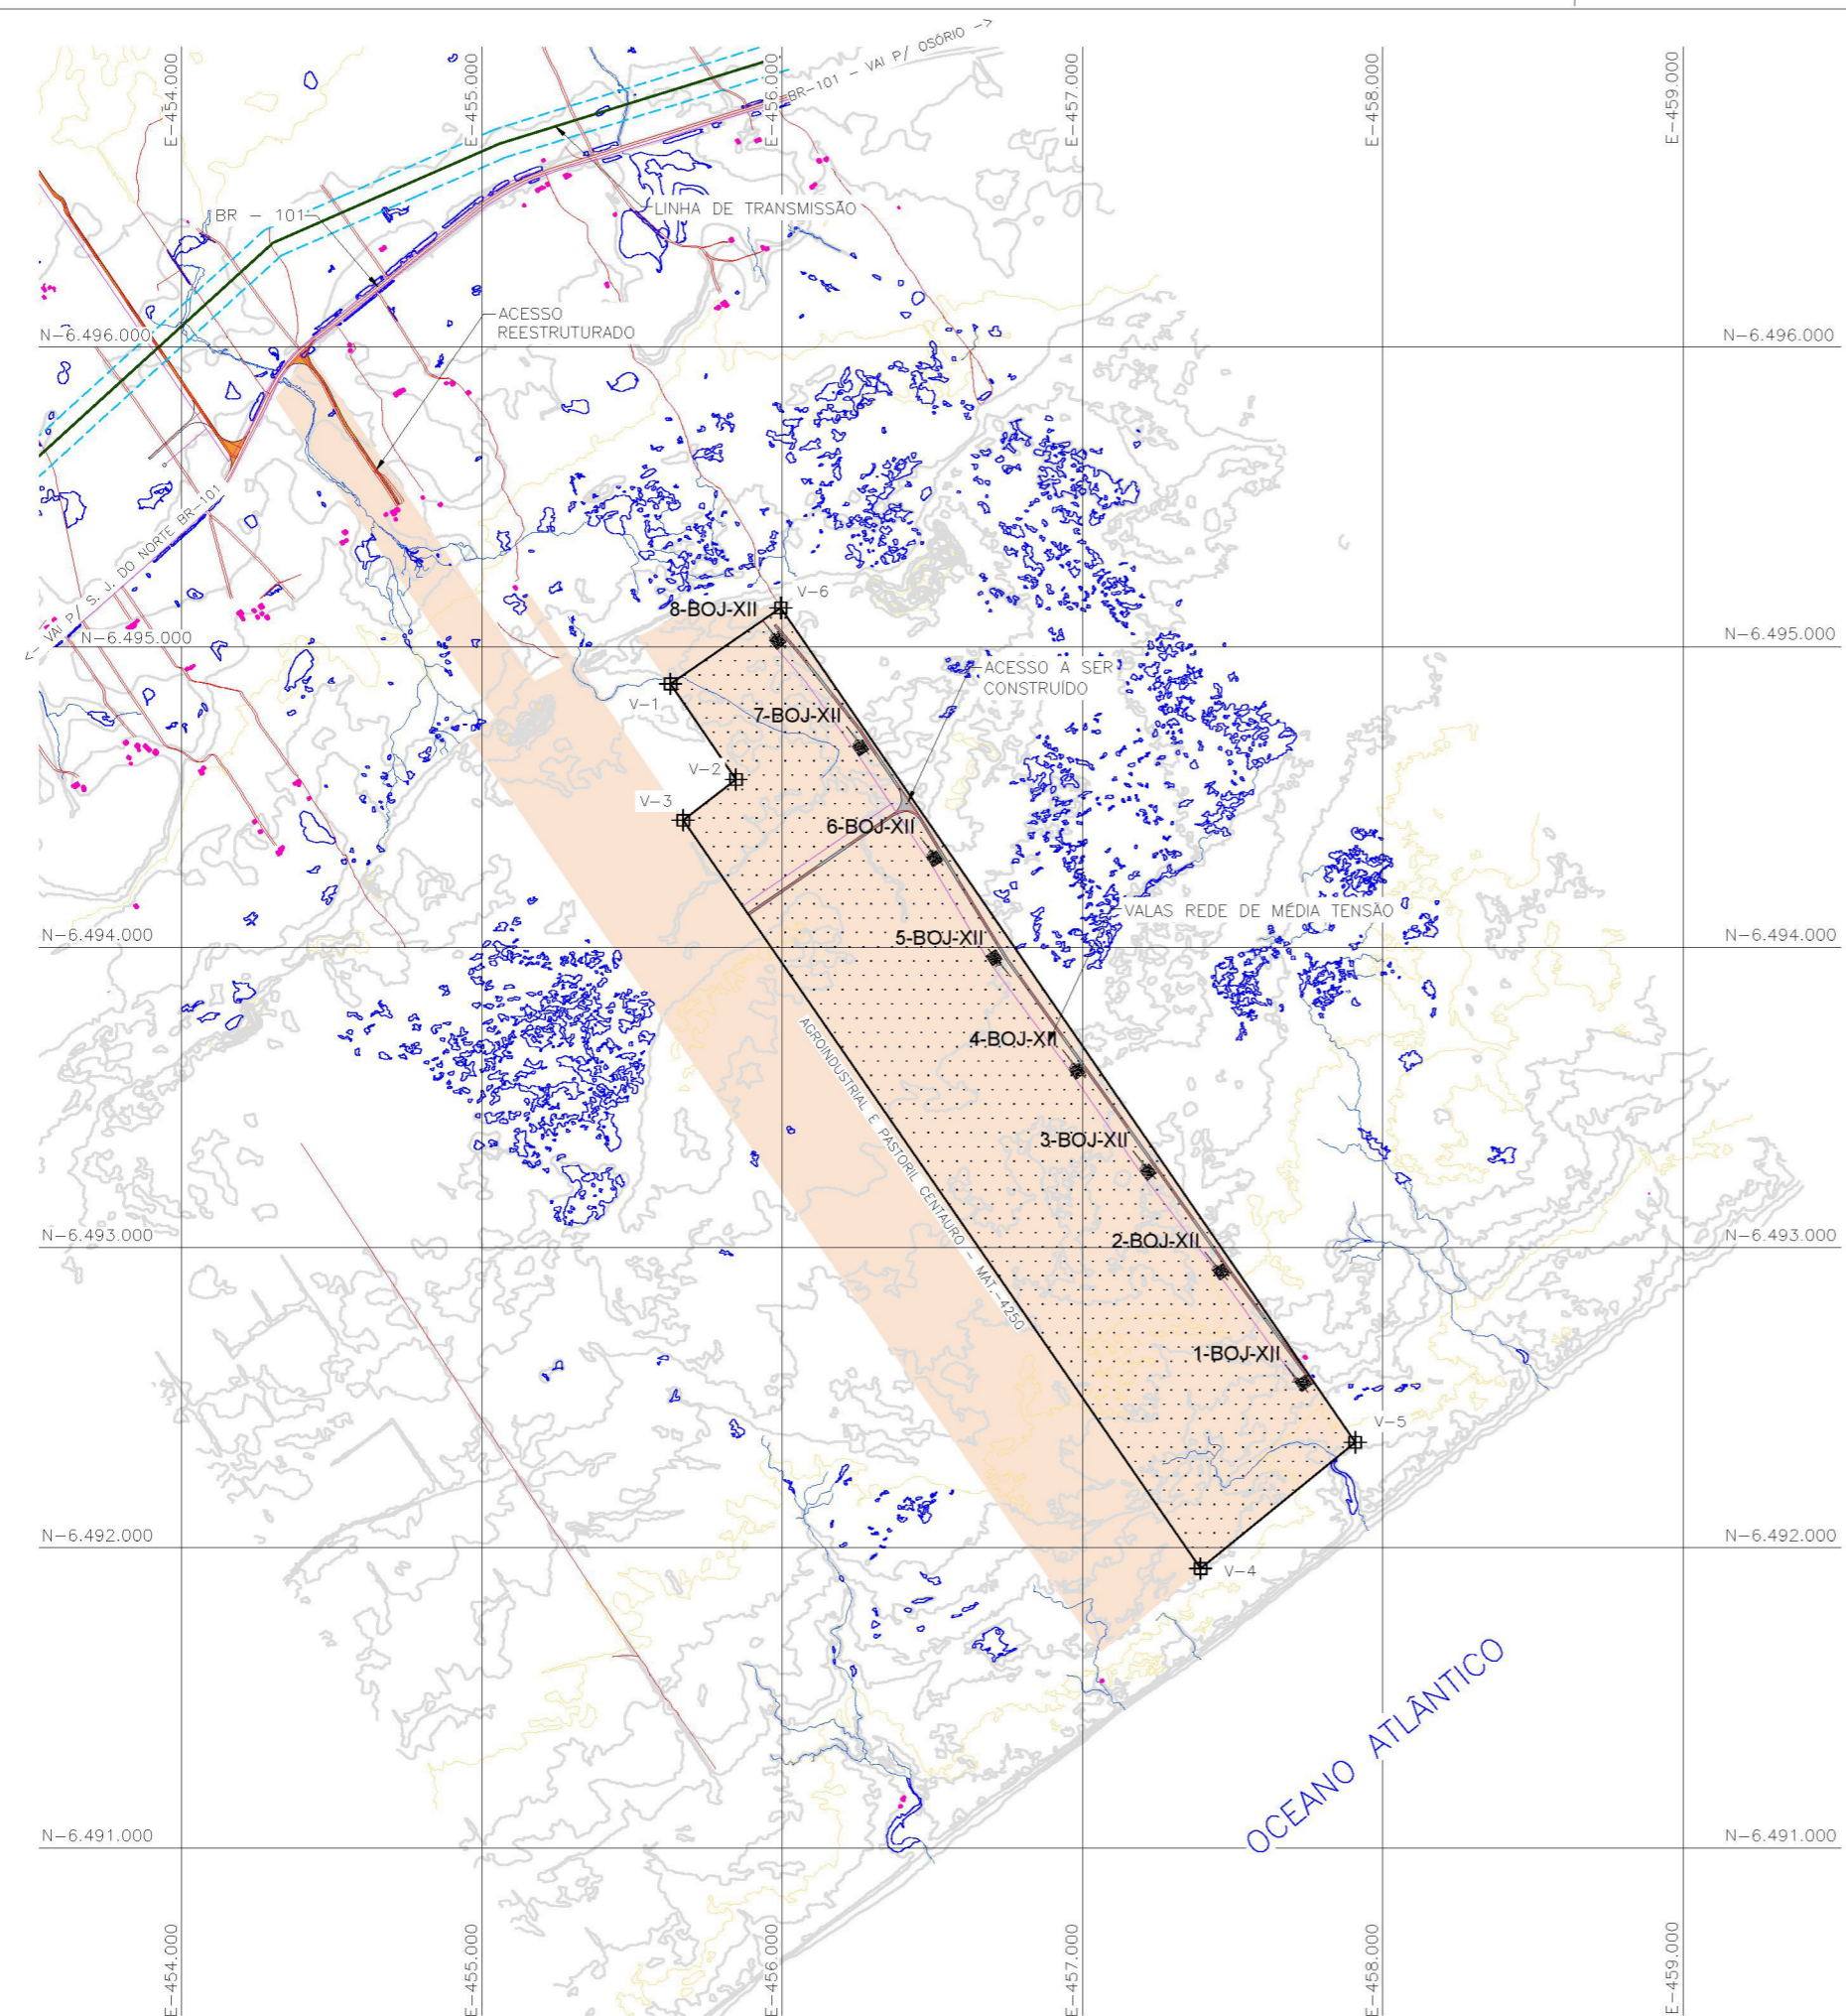 E-454.000
E-455.000
E-456.000
E-457.000
E-458.000
E-459.000
BR-101 - VAI P/ OSÓRIO ->
BR - 101
LINHA DE TRANSMISSÃO
ACESSO
REESTRUTURADO
N-6.496.000
N-6.496.000
<- VAI P/ S. J. DO NORTE BR-101
8-BOJ-XII
V-6
N-6.495.000
N-6.495.000
ACESSO A SER
CONSTRUÍDO
V-1
7-BOJ-XII
V-2
V-3
6-BOJ-XII
VALAS REDE DE MÉDIA TENSÃO
5-BOJ-XII
N-6.494.000
N-6.494.000
4-BOJ-XII
AGROINDUSTRIAL E PASTORIL CENTAURO - MAT.-4250
3-BOJ-XII
2-BOJ-XII
N-6.493.000
N-6.493.000
1-BOJ-XII
V-5
N-6.492.000
N-6.492.000
V-4
OCEANO ATLÂNTICO
N-6.491.000
N-6.491.000
E-454.000
E-455.000
E-456.000
E-457.000
E-458.000
E-459.000